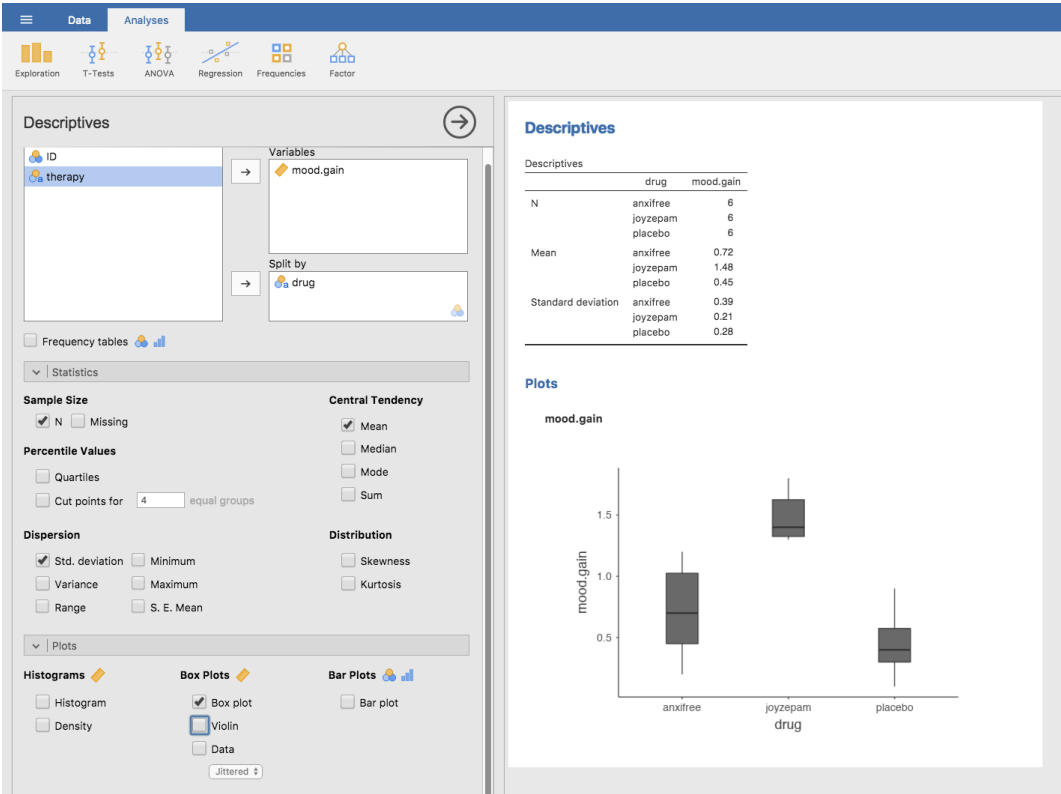 Data Analyses
Exploration T-Tests ANOVA Regression Frequencies Factor
Descriptives
ID
therapy
Variables
mood.gain
Split by
drug
Frequency tables
Statistics
Sample Size
N Missing
Percentile Values
Quartiles
Cut points for 4 equal groups
Central Tendency
Mean
Median
Mode
Sum
Dispersion
Std. deviation Minimum
Variance Maximum
Range S. E. Mean
Distribution
Skewness
Kurtosis
Plots
Histograms
Histogram
Density
Box Plots
Box plot
Violin
Data
Jittered
Bar Plots
Bar plot
Descriptives
Descriptives
drug mood.gain
N anxifree 6
joyzepam 6
placebo 6
Mean anxifree 0.72
joyzepam 1.48
placebo 0.45
Standard deviation anxifree 0.39
joyzepam 0.21
placebo 0.28
Plots
mood.gain
mood.gain
1.5
1.0
0.5
anxifree joyzepam placebo
drug